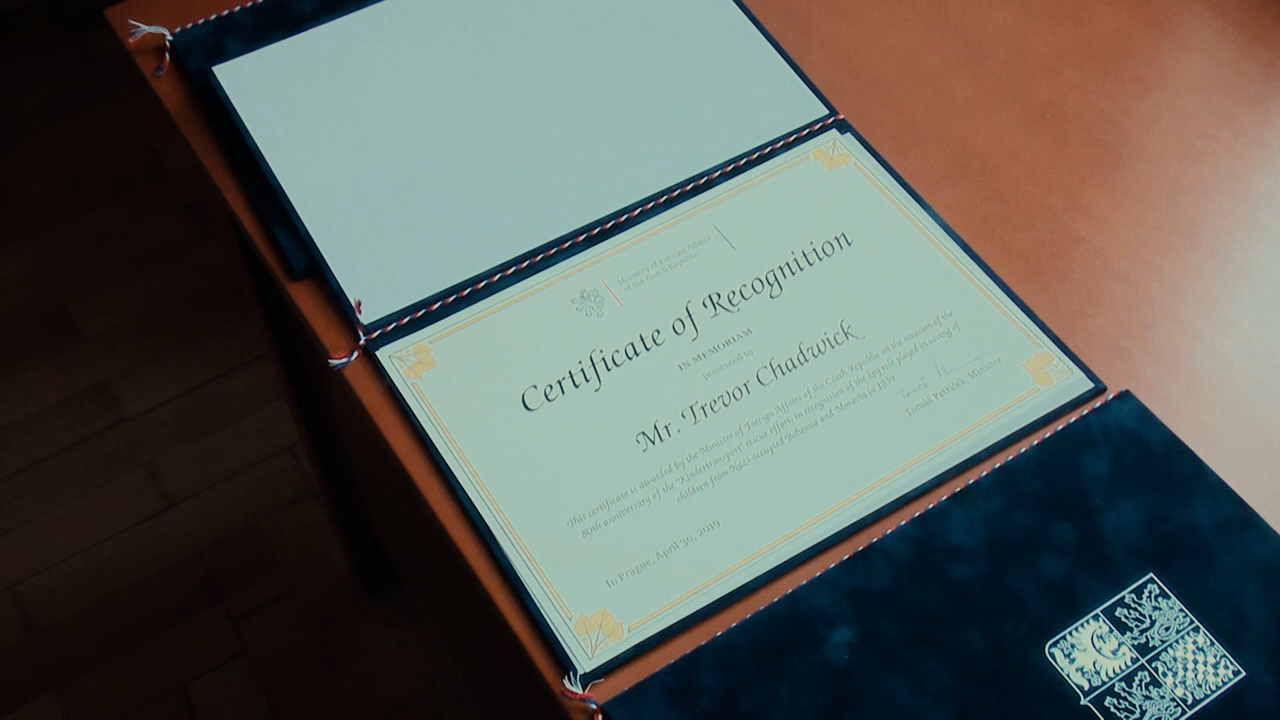 Ministry of Foreign Affairs
of the Czech Republic
Certificate of Recognition
IN MEMORIAM
presented to
Mr. Trevor Chadwick
This certificate is awarded by the Minister of Foreign Affairs of the Czech Republic on the occasion of the
80th anniversary of the "Kindertransport" rescue effort, in recognition of the key role played in saving of
children from Nazi-occupied Bohemia and Moravia in 1939
Tomáš Petříček, Minister
In Prague, April 30, 2019